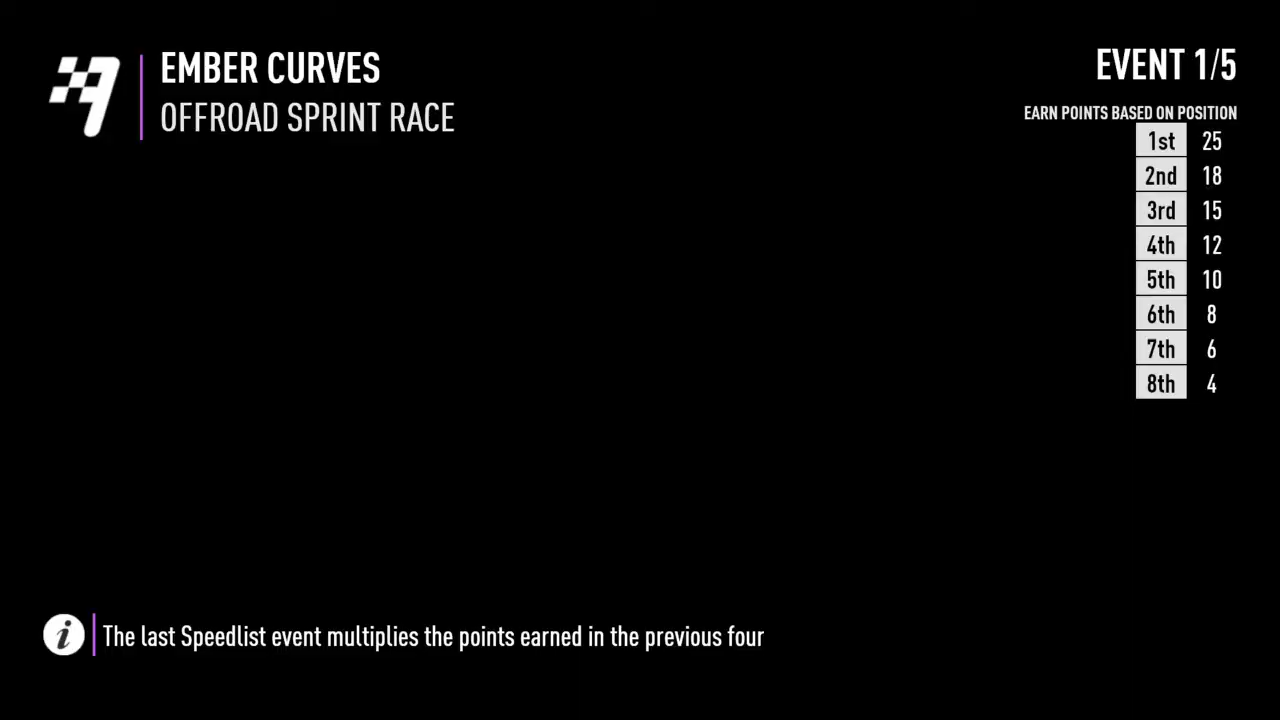 EMBER CURVES
OFFROAD SPRINT RACE
EVENT 1/5
EARN POINTS BASED ON POSITION
1st 25
2nd 18
3rd 15
4th 12
5th 10
6th 8
7th 6
8th 4
i The last Speedlist event multiplies the points earned in the previous four